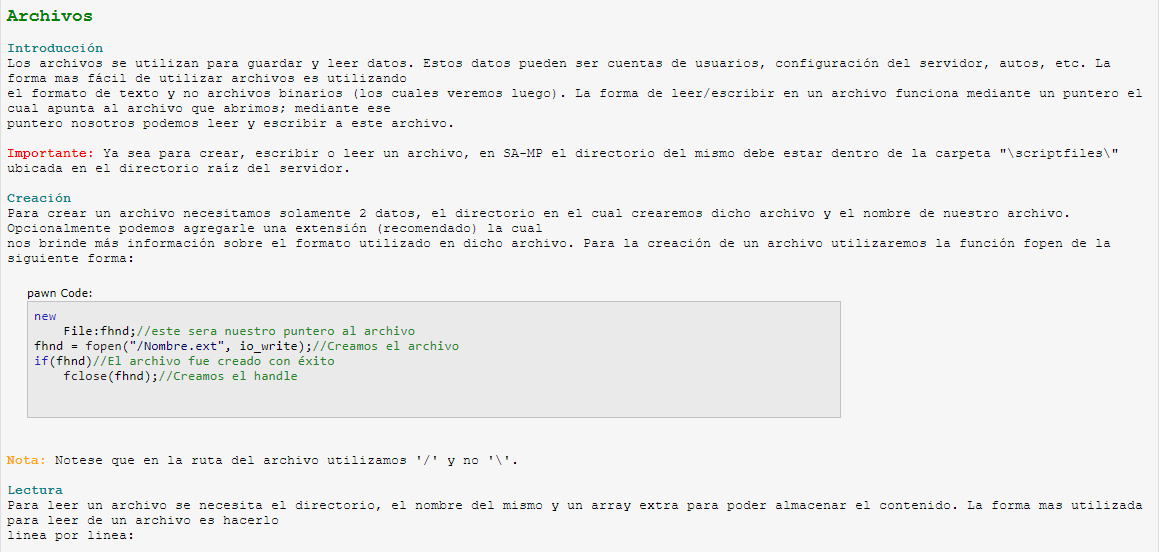 Archivos
Introducción
Los archivos se utilizan para guardar y leer datos. Estos datos pueden ser cuentas de usuarios, configuración del servidor, autos, etc. La
forma mas fácil de utilizar archivos es utilizando
el formato de texto y no archivos binarios (los cuales veremos luego). La forma de leer/escribir en un archivo funciona mediante un puntero el
cual apunta al archivo que abrimos; mediante ese
puntero nosotros podemos leer y escribir a este archivo.
Importante: Ya sea para crear, escribir o leer un archivo, en SA-MP el directorio del mismo debe estar dentro de la carpeta "\scriptfiles\"
ubicada en el directorio raíz del servidor.
Creación
Para crear un archivo necesitamos solamente 2 datos, el directorio en el cual crearemos dicho archivo y el nombre de nuestro archivo.
Opcionalmente podemos agregarle una extensión (recomendado) la cual
nos brinde más información sobre el formato utilizado en dicho archivo. Para la creación de un archivo utilizaremos la función fopen de la
siguiente forma:
pawn Code:
new
File:fhnd;//este sera nuestro puntero al archivo
fhnd = fopen("/Nombre.ext", io_write);//Creamos el archivo
if(fhnd)//El archivo fue creado con éxito
fclose(fhnd);//Creamos el handle
Nota: Notese que en la ruta del archivo utilizamos '/' y no '\'.
Lectura
Para leer un archivo se necesita el directorio, el nombre del mismo y un array extra para poder almacenar el contenido. La forma mas utilizada
para leer de un archivo es hacerlo
linea por linea: